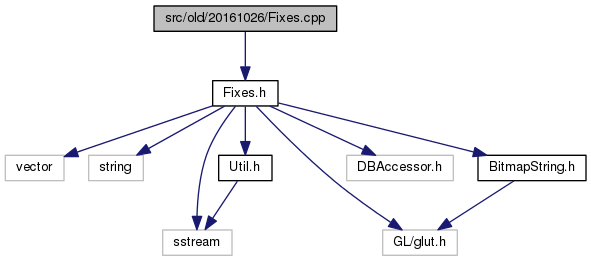 src/old/20161026/Fixes.cpp
Fixes.h
vector
string
Util.h
DBAccessor.h
BitmapString.h
sstream
GL/glut.h